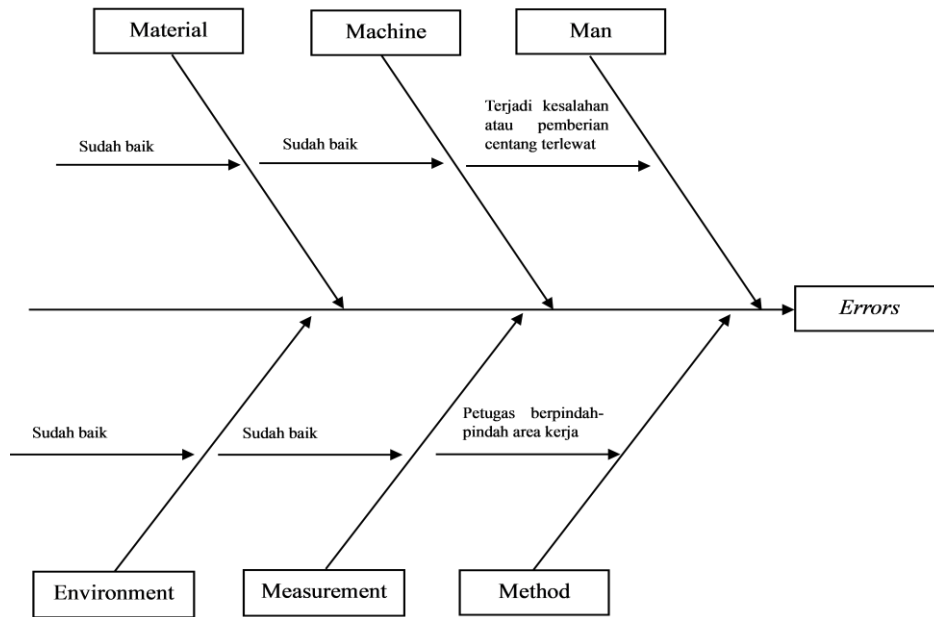 Material
Machine
Man
Terjadi kesalahan
atau pemberian
centang terlewat
Sudah baik
Sudah baik
Errors
Petugas berpindah-
pindah area kerja
Sudah baik
Sudah baik
Environment
Measurement
Method